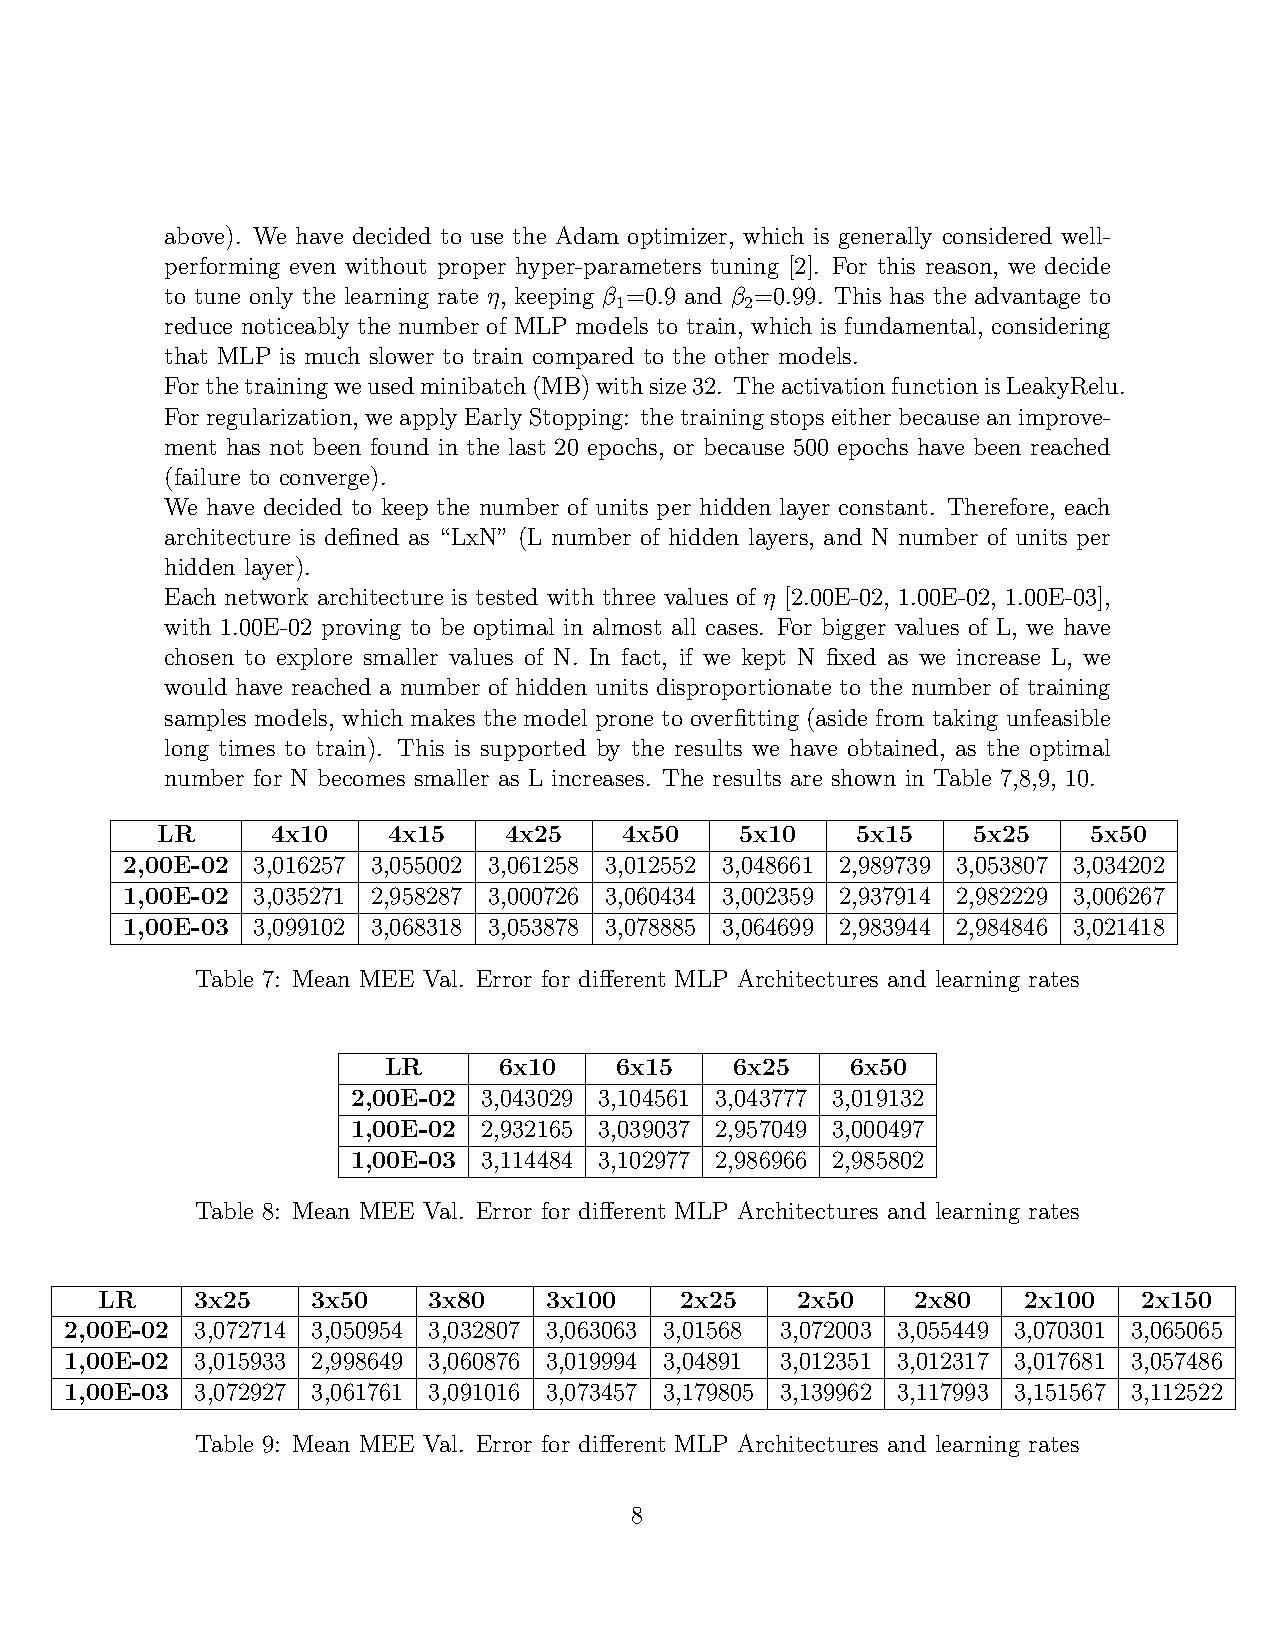 above). We have decided to use the Adam optimizer, which is generally considered well-
performing even without proper hyper-parameters tuning [2]. For this reason, we decide
to tune only the learning rate η, keeping β₁=0.9 and β₂=0.99. This has the advantage to
reduce noticeably the number of MLP models to train, which is fundamental, considering
that MLP is much slower to train compared to the other models.
For the training we used minibatch (MB) with size 32. The activation function is LeakyRelu.
For regularization, we apply Early Stopping: the training stops either because an improve-
ment has not been found in the last 20 epochs, or because 500 epochs have been reached
(failure to converge).
We have decided to keep the number of units per hidden layer constant. Therefore, each
architecture is defined as “LxN” (L number of hidden layers, and N number of units per
hidden layer).
Each network architecture is tested with three values of η [2.00E-02, 1.00E-02, 1.00E-03],
with 1.00E-02 proving to be optimal in almost all cases. For bigger values of L, we have
chosen to explore smaller values of N. In fact, if we kept N fixed as we increase L, we
would have reached a number of hidden units disproportionate to the number of training
samples models, which makes the model prone to overfitting (aside from taking unfeasible
long times to train). This is supported by the results we have obtained, as the optimal
number for N becomes smaller as L increases. The results are shown in Table 7,8,9, 10.
LR 4x10 4x15 4x25 4x50 5x10 5x15 5x25 5x50
2,00E-02 3,016257 3,055002 3,061258 3,012552 3,048661 2,989739 3,053807 3,034202
1,00E-02 3,035271 2,958287 3,000726 3,060434 3,002359 2,937914 2,982229 3,006267
1,00E-03 3,099102 3,068318 3,053878 3,078885 3,064699 2,983944 2,984846 3,021418
Table 7: Mean MEE Val. Error for different MLP Architectures and learning rates
LR 6x10 6x15 6x25 6x50
2,00E-02 3,043029 3,104561 3,043777 3,019132
1,00E-02 2,932165 3,039037 2,957049 3,000497
1,00E-03 3,114484 3,102977 2,986966 2,985802
Table 8: Mean MEE Val. Error for different MLP Architectures and learning rates
LR 3x25 3x50 3x80 3x100 2x25 2x50 2x80 2x100 2x150
2,00E-02 3,072714 3,050954 3,032807 3,063063 3,01568 3,072003 3,055449 3,070301 3,065065
1,00E-02 3,015933 2,998649 3,060876 3,019994 3,04891 3,012351 3,012317 3,017681 3,057486
1,00E-03 3,072927 3,061761 3,091016 3,073457 3,179805 3,139962 3,117993 3,151567 3,112522
Table 9: Mean MEE Val. Error for different MLP Architectures and learning rates
8